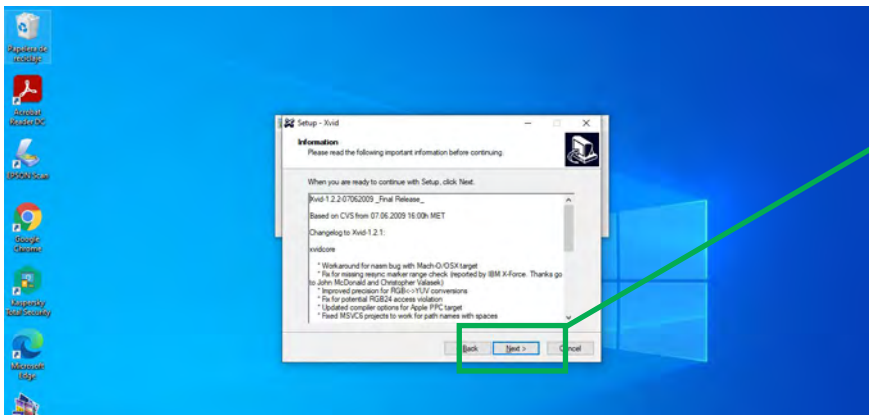 Papelera de
reciclaje
Acrobat
Reader DC
EPSON Scan
Google
Chrome
Kaspersky
Total Security
Microsoft
Edge
Setup - Xvid
Information
Please read the following important information before continuing.
When you are ready to continue with Setup, click Next.
Xvid-1.2.2-07062009 _Final Release_
Based on CVS from 07.06.2009 16:00h MET
Changelog to Xvid-1.2.1:
xvidcore
* Workaround for nasm bug with Mach-O/OSX target
* Fix for missing resync marker range check (reported by IBM X-Force. Thanks go
to John McDonald and Christopher Valasek)
* Improved precision for RGB<->YUV conversions
* Fix for potential RGB24 access violation
* Updated compiler options for Apple PPC target
* Fixed MSVC6 projects to work for path names with spaces
Back Next > Cancel